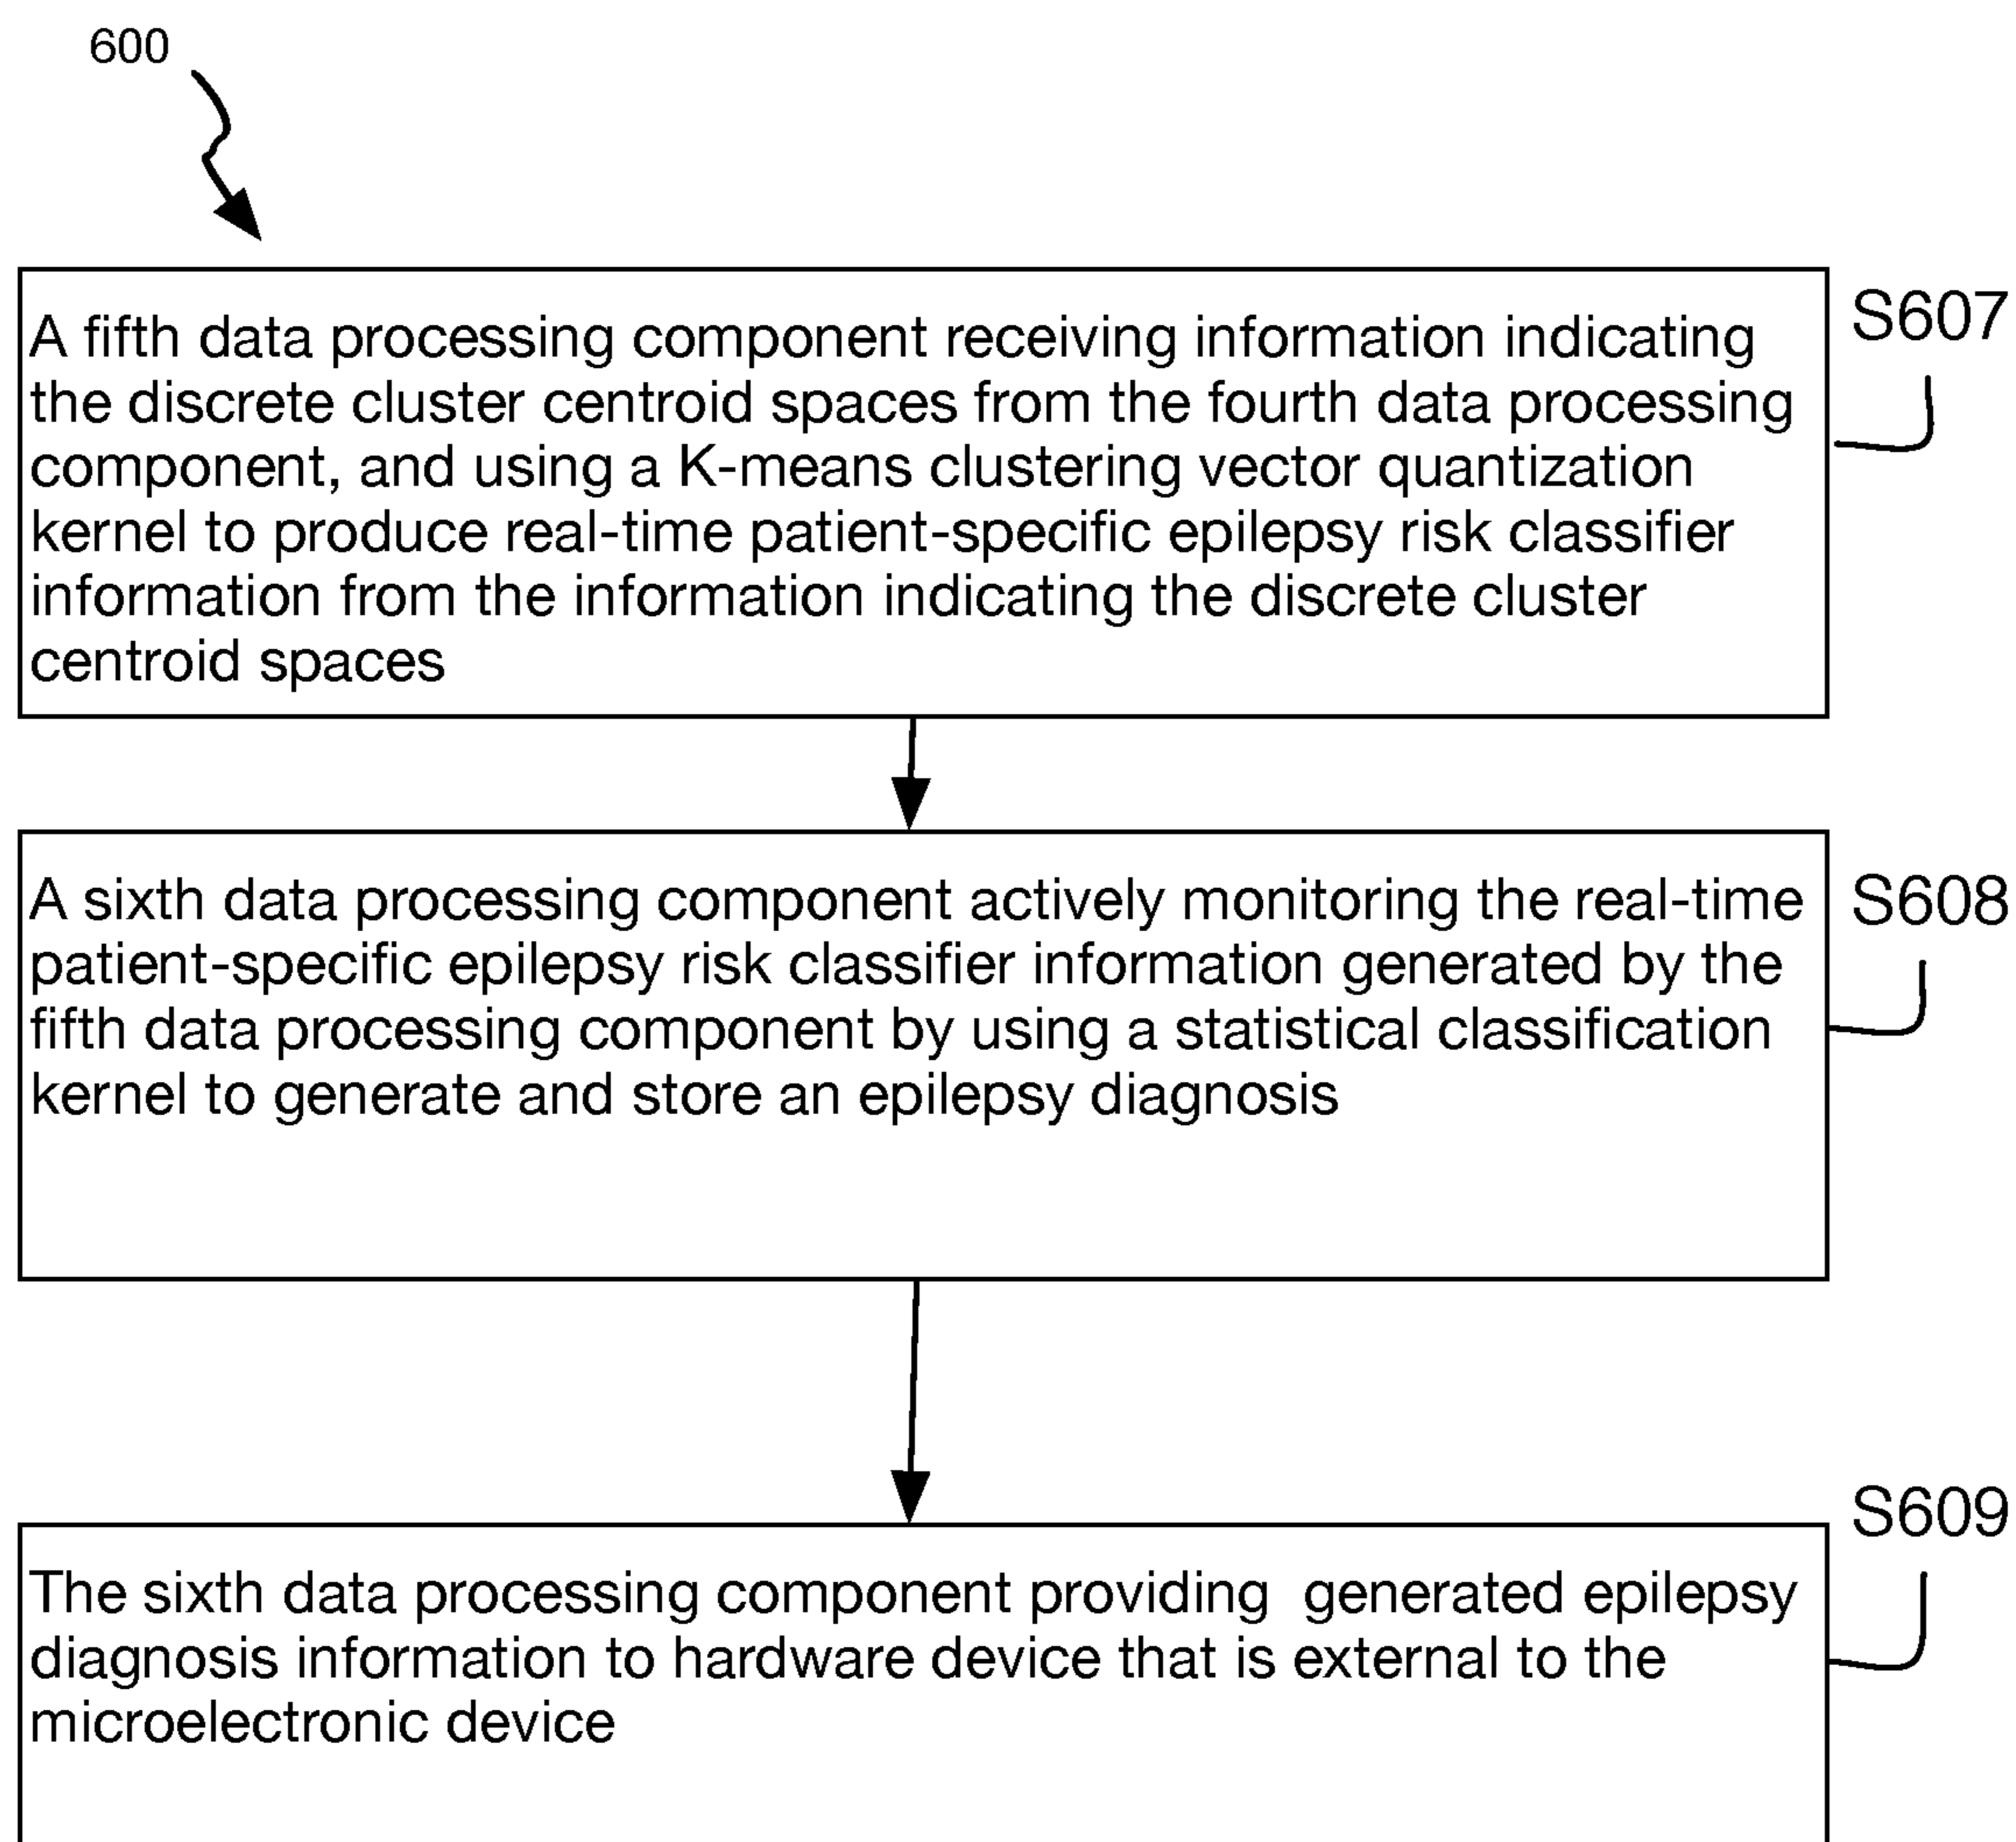 600
A fifth data processing component receiving information indicating
the discrete cluster centroid spaces from the fourth data processing
component, and using a K-means clustering vector quantization
kernel to produce real-time patient-specific epilepsy risk classifier
information from the information indicating the discrete cluster
centroid spaces
S607
A sixth data processing component actively monitoring the real-time
patient-specific epilepsy risk classifier information generated by the
fifth data processing component by using a statistical classification
kernel to generate and store an epilepsy diagnosis
S608
The sixth data processing component providing  generated epilepsy
diagnosis information to hardware device that is external to the
microelectronic device
S609